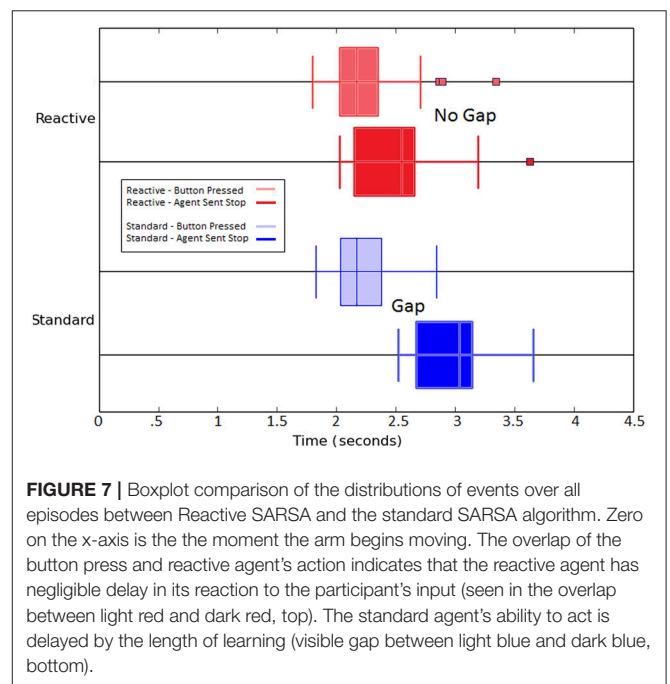 Reactive
No Gap
Reactive - Button Pressed
Reactive - Agent Sent Stop
Standard - Button Pressed
Standard - Agent Sent Stop
Gap
Standard
0 .5 1 2 2.5 3 3.5 4 4.5
Time (seconds)
FIGURE 7 | Boxplot comparison of the distributions of events over all
episodes between Reactive SARSA and the standard SARSA algorithm. Zero
on the x-axis is the the moment the arm begins moving. The overlap of the
button press and reactive agent's action indicates that the reactive agent has
negligible delay in its reaction to the participant's input (seen in the overlap
between light red and dark red, top). The standard agent's ability to act is
delayed by the length of learning (visible gap between light blue and dark blue,
bottom).